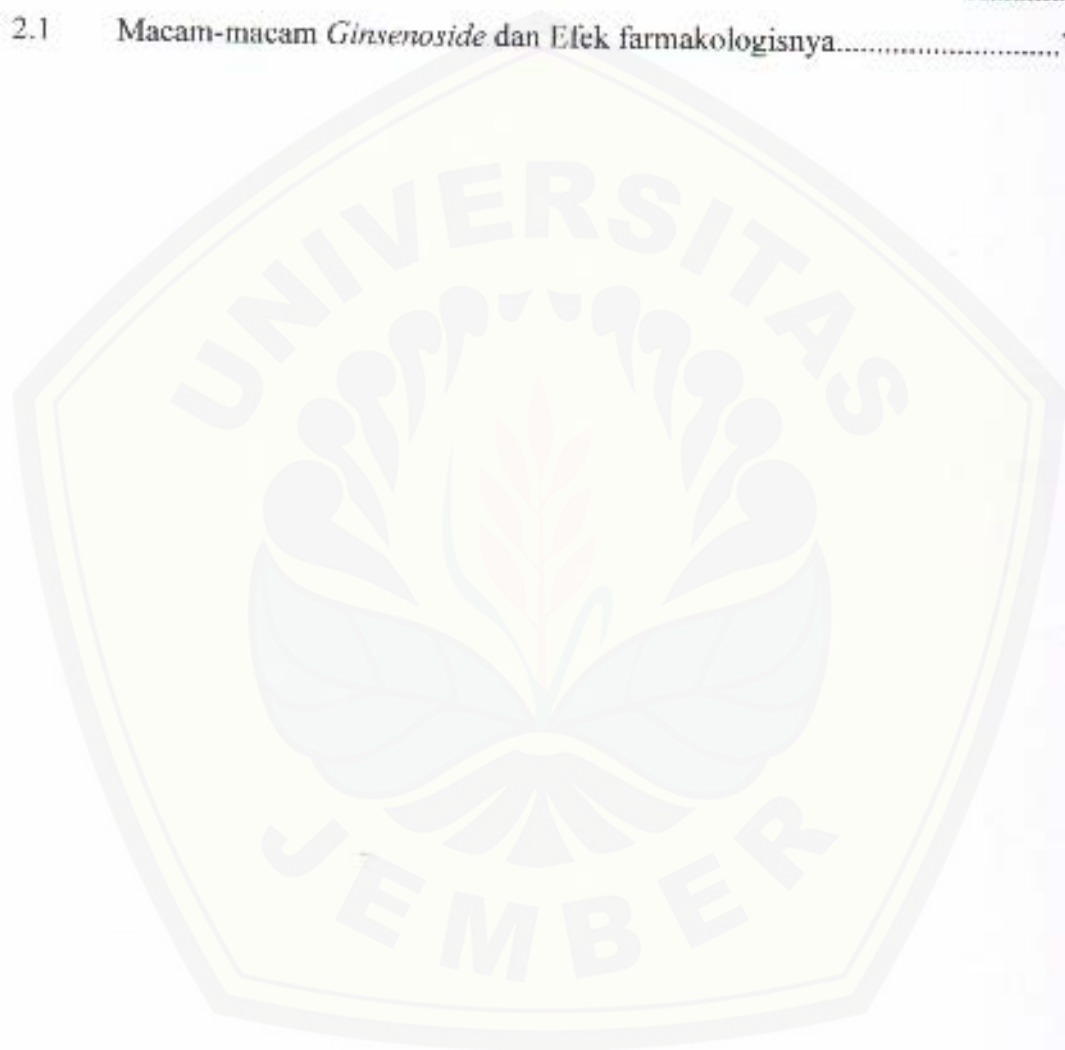 2.1 Macam-macam Ginsenoside dan Efek farmakologisnya............................
UNIVERSITAS
JEMBER